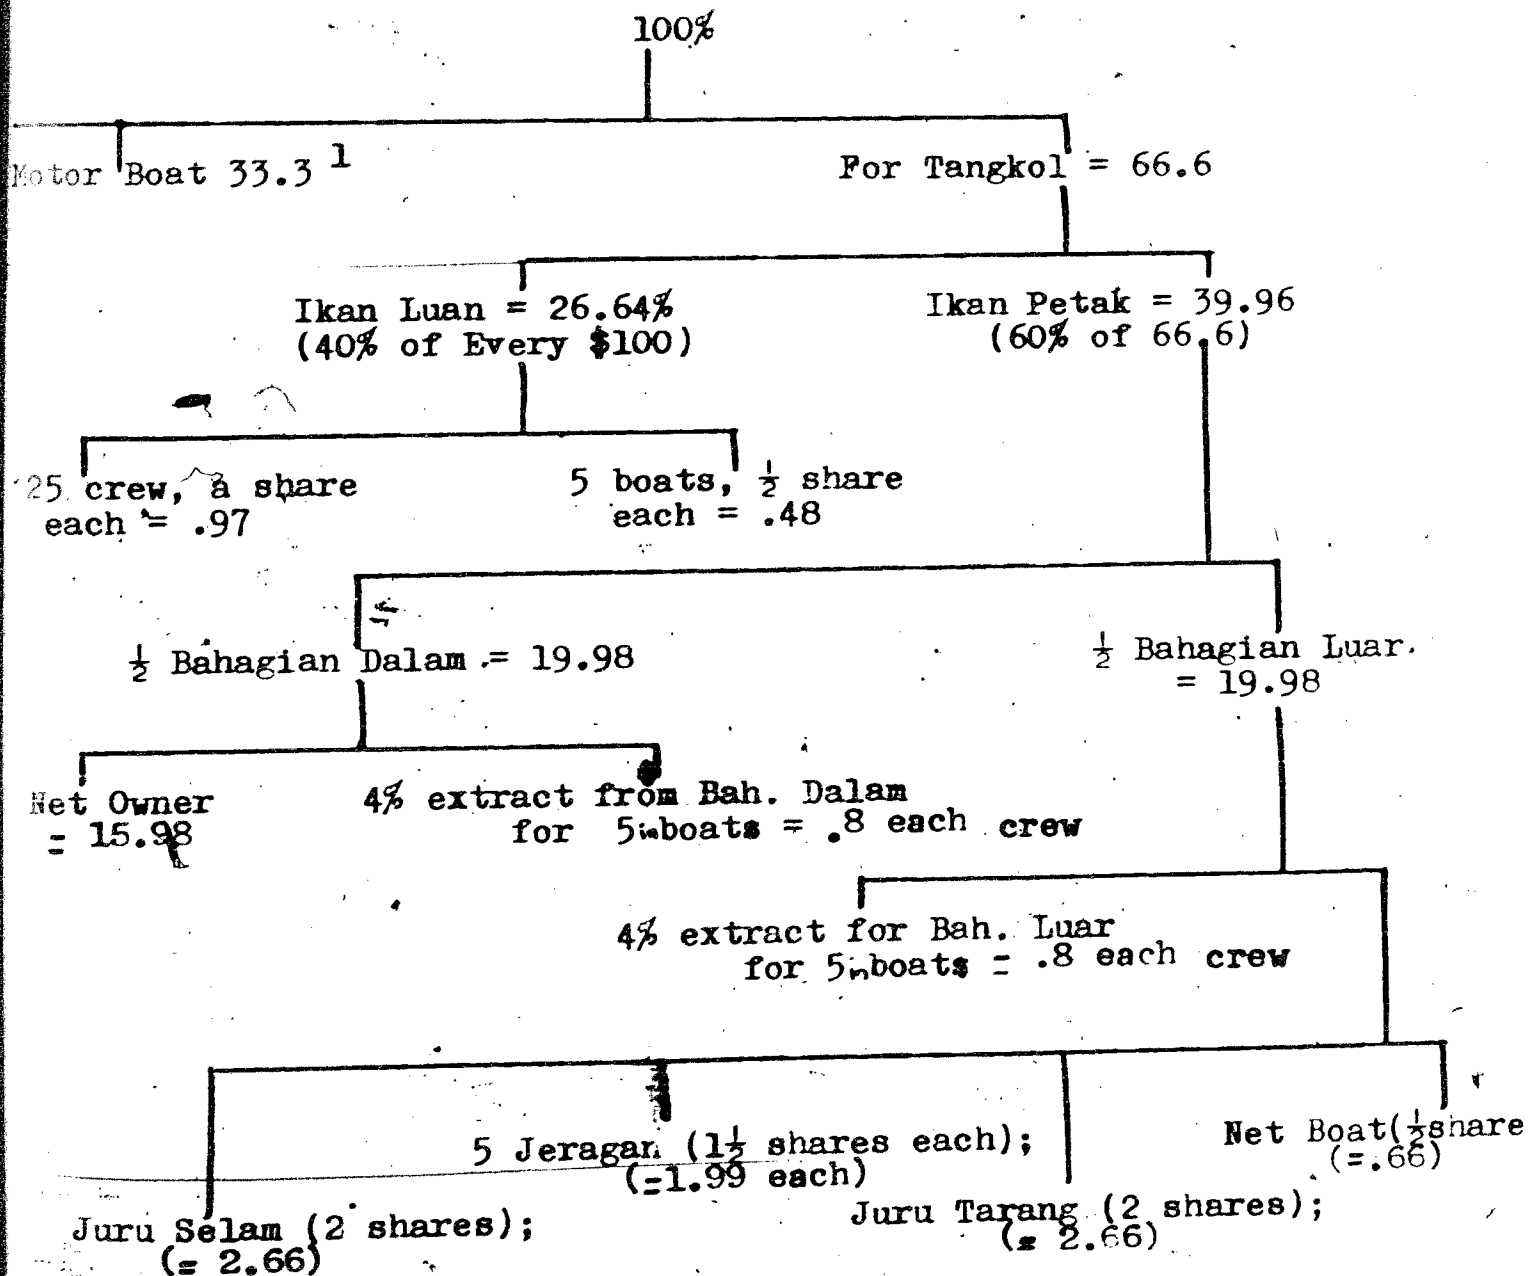 100%
Motor Boat 33.3 1
For Tangkol = 66.6
Ikan Luan = 26.64%
(40% of Every $100)
Ikan Petak = 39.96
(60% of 66.6)
25 crew, a share
each = .97
5 boats, ½ share
each = .48
½ Bahagian Dalam = 19.98
½ Bahagian Luar.
= 19.98
Net Owner
= 15.98
4% extract from Bah. Dalam
for 5 in boats = .8 each crew
4% extract for Bah. Luar
for 5 in boats = .8 each crew
5 Jeragan (1½ shares each);
(=1.99 each)
Net Boat(½share
(=.66)
Juru Selam (2 shares);
(= 2.66)
Juru Tarang (2 shares);
(= 2.66)